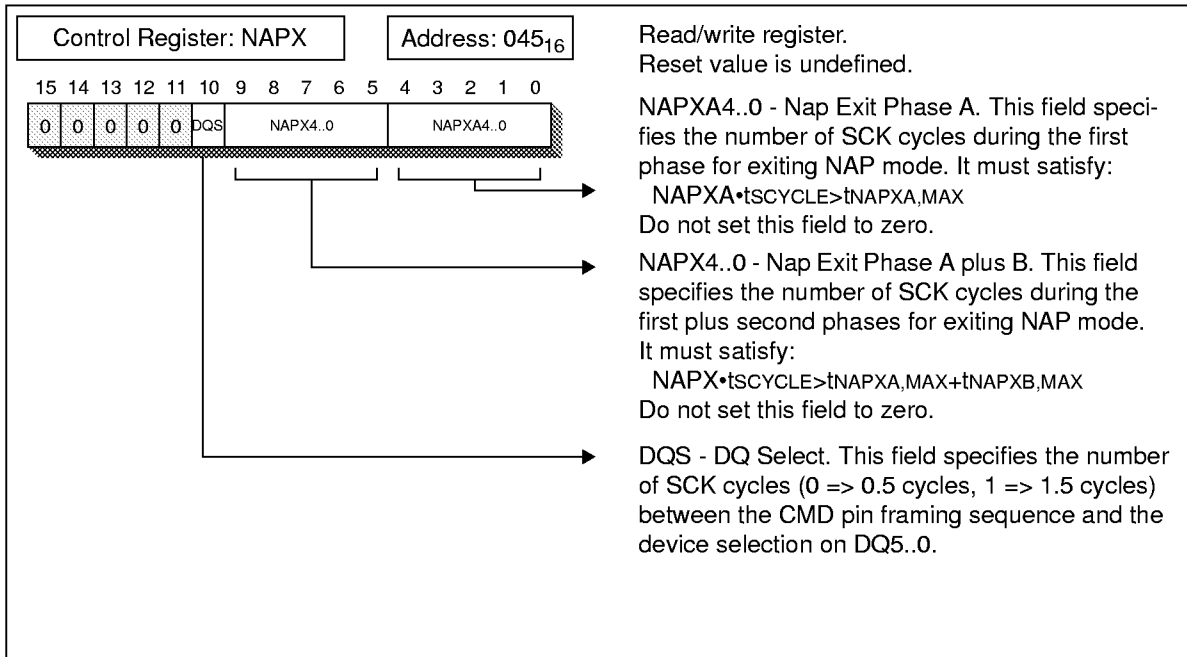 Control Register: NAPX
Address: 045₁₆
15 14 13 12 11 10 9 8 7 6 5 4 3 2 1 0
0 0 0 0 0 DQS NAPX4..0 NAPXA4..0
Read/write register.
Reset value is undefined.
NAPXA4..0 - Nap Exit Phase A. This field speci-
fies the number of SCK cycles during the first
phase for exiting NAP mode. It must satisfy:
NAPXA•tSCYCLE>tNAPXA,MAX
Do not set this field to zero.
NAPX4..0 - Nap Exit Phase A plus B. This field
specifies the number of SCK cycles during the
first plus second phases for exiting NAP mode.
It must satisfy:
NAPX•tSCYCLE>tNAPXA,MAX+tNAPXB,MAX
Do not set this field to zero.
DQS - DQ Select. This field specifies the number
of SCK cycles (0 => 0.5 cycles, 1 => 1.5 cycles)
between the CMD pin framing sequence and the
device selection on DQ5..0.